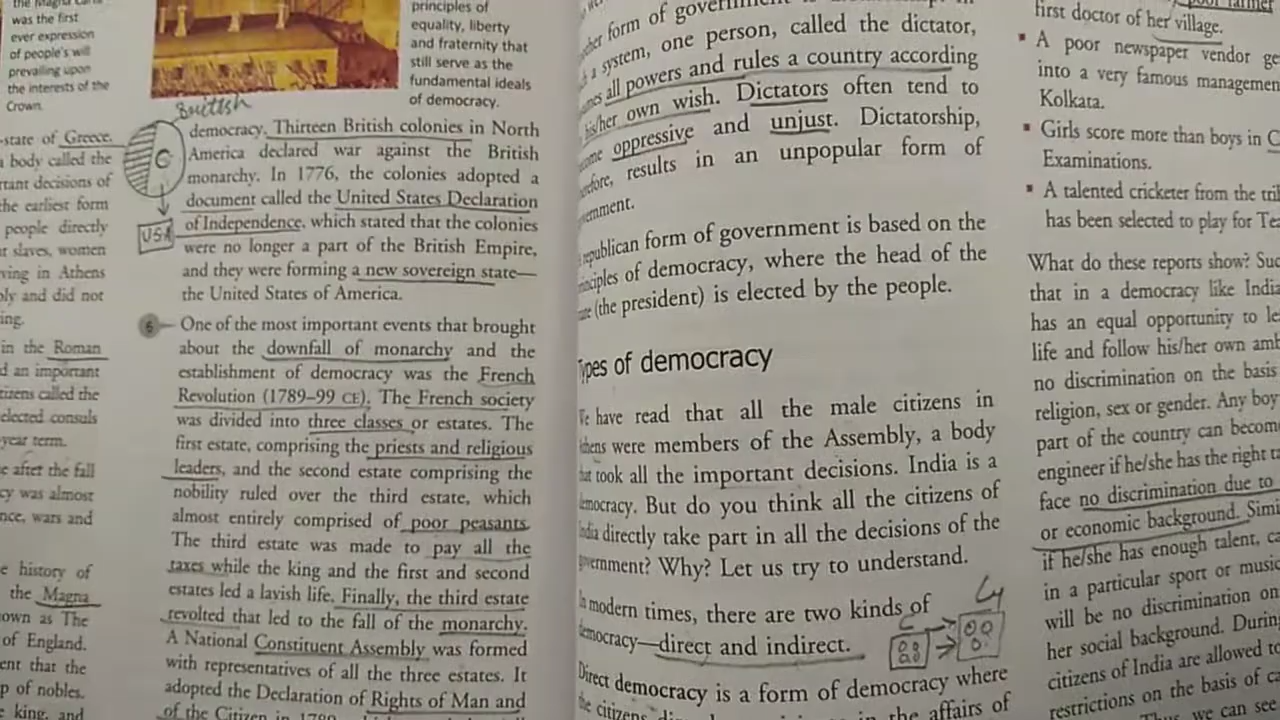 was the first
ever expression
of people's will
prevailing upon
the interests of the
Crown.
-state of Greece.
a body called the
decisions of
the earliest form
people directly
slaves, women
in Athens
and did not
in the Roman
an important
called the
elected consuls
year term.
after the fall
cy was almost
wars and
history of
the Magna
known as The
of England.
that the
of nobles.
king, and
principles of
equality, liberty
and fraternity that
still serve as the
fundamental ideals
of democracy.
British
democracy. Thirteen British colonies in North
America declared war against the British
monarchy. In 1776, the colonies adopted a
document called the United States Declaration
of Independence, which stated that the colonies
were no longer a part of the British Empire,
and they were forming a new sovereign state—
the United States of America.
C
USA
6
One of the most important events that brought
about the downfall of monarchy and the
establishment of democracy was the French
Revolution (1789–99 CE). The French society
was divided into three classes or estates. The
first estate, comprising the priests and religious
leaders, and the second estate comprising the
nobility ruled over the third estate, which
almost entirely comprised of poor peasants.
The third estate was made to pay all the
taxes while the king and the first and second
estates led a lavish life. Finally, the third estate
revolted that led to the fall of the monarchy.
A National Constituent Assembly was formed
with representatives of all the three estates. It
adopted the Declaration of Rights of Man and
of the Citizen in 1789
form of government
a system, one person, called the dictator,
all powers and rules a country according
his/her own wish. Dictators often tend to
oppressive and unjust. Dictatorship,
results in an unpopular form of
republican form of government is based on the
of democracy, where the head of the
(the president) is elected by the people.
Types of democracy
We have read that all the male citizens in
were members of the Assembly, a body
that took all the important decisions. India is a
democracy. But do you think all the citizens of
India directly take part in all the decisions of the
government? Why? Let us try to understand.
In modern times, there are two kinds of
democracy—direct and indirect.
Direct democracy is a form of democracy where
the citizens in the affairs of
poor farmer
first doctor of her village.
▪ A poor newspaper vendor
into a very famous management
Kolkata.
▪ Girls score more than boys in
Examinations.
▪ A talented cricketer from the
has been selected to play for
What do these reports show?
that in a democracy like India
has an equal opportunity to
life and follow his/her own
no discrimination on the basis
religion, sex or gender. Any boy
part of the country can become
engineer if he/she has the right
face no discrimination due to
or economic background.
if he/she has enough talent,
in a particular sport or music
will be no discrimination on
her social background. During
citizens of India are allowed to
restrictions on the basis of
we can see